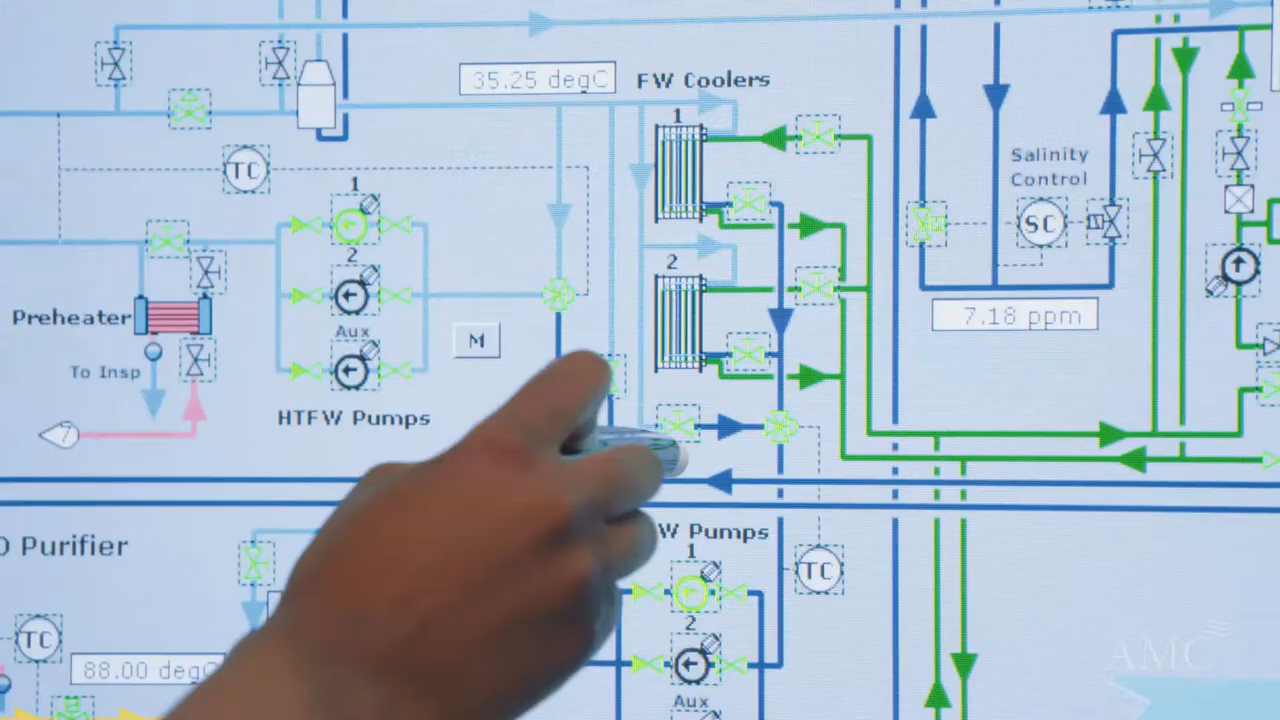 35.25 degC
FW Coolers
1
TC
1
2
Aux
Preheater
To Insp
M
HTFW Pumps
2
Salinity
Control
SC
7.18 ppm
Purifier
TC
88.00 degC
W Pumps
1
2
Aux
TC
AMC